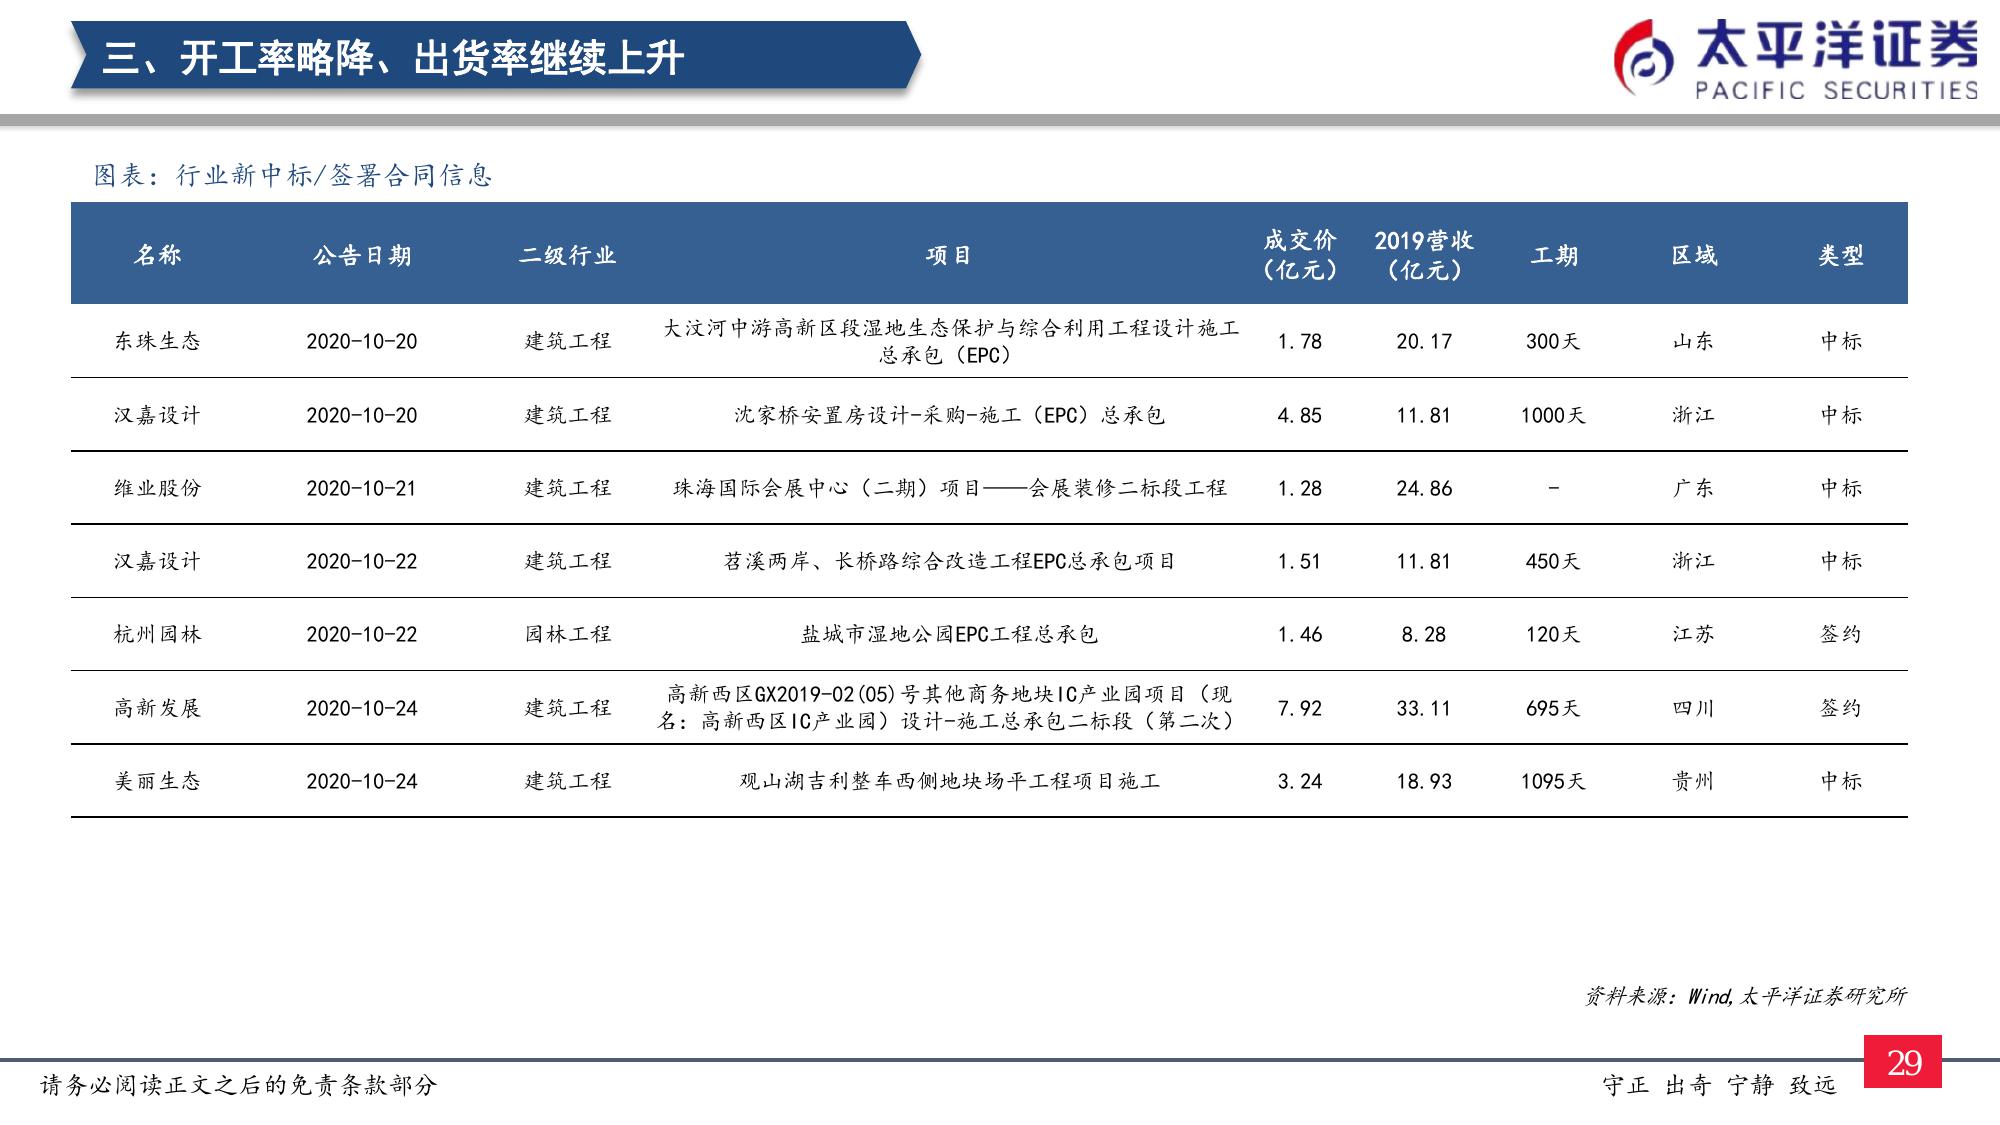 三、开工率略降、出货率继续上升
太平洋证券
PACIFIC SECURITIES
图表：行业新中标/签署合同信息
名称 公告日期 二级行业 项目 成交价（亿元） 2019营收（亿元） 工期 区域 类型
东珠生态 2020-10-20 建筑工程 大汶河中游高新区段湿地生态保护与综合利用工程设计施工总承包（EPC） 1.78 20.17 300天 山东 中标
汉嘉设计 2020-10-20 建筑工程 沈家桥安置房设计-采购-施工（EPC）总承包 4.85 11.81 1000天 浙江 中标
维业股份 2020-10-21 建筑工程 珠海国际会展中心（二期）项目——会展装修二标段工程 1.28 24.86 - 广东 中标
汉嘉设计 2020-10-22 建筑工程 苕溪两岸、长桥路综合改造工程EPC总承包项目 1.51 11.81 450天 浙江 中标
杭州园林 2020-10-22 园林工程 盐城市湿地公园EPC工程总承包 1.46 8.28 120天 江苏 签约
高新发展 2020-10-24 建筑工程 高新西区GX2019-02(05)号其他商务地块IC产业园项目（现名：高新西区IC产业园）设计-施工总承包二标段（第二次） 7.92 33.11 695天 四川 签约
美丽生态 2020-10-24 建筑工程 观山湖吉利整车西侧地块场平工程项目施工 3.24 18.93 1095天 贵州 中标
资料来源：Wind,太平洋证券研究所
29
请务必阅读正文之后的免责条款部分
守正 出奇 宁静 致远